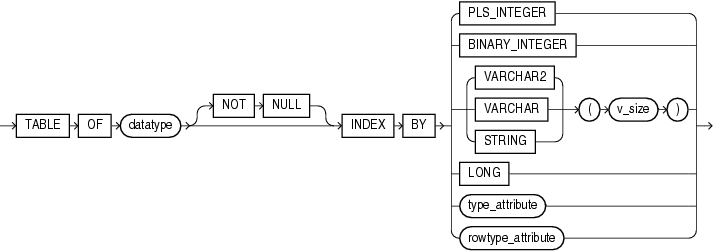 PLS_INTEGER
BINARY_INTEGER
VARCHAR2
NOT NULL
VARCHAR ( v_size )
TABLE OF datatype INDEX BY
STRING
LONG
type_attribute
rowtype_attribute